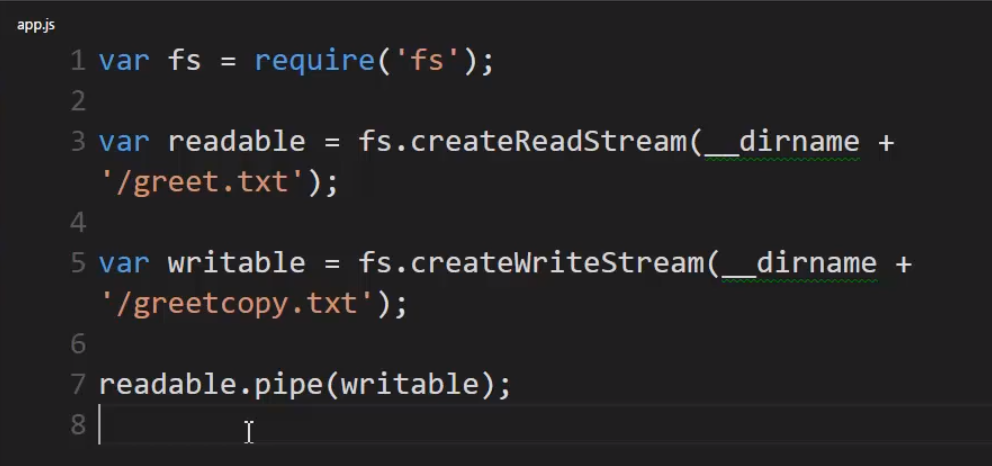 app.js
1 var fs = require('fs');
2
3 var readable = fs.createReadStream(__dirname +
'/greet.txt');
4
5 var writable = fs.createWriteStream(__dirname +
'/greetcopy.txt');
6
7 readable.pipe(writable);
8